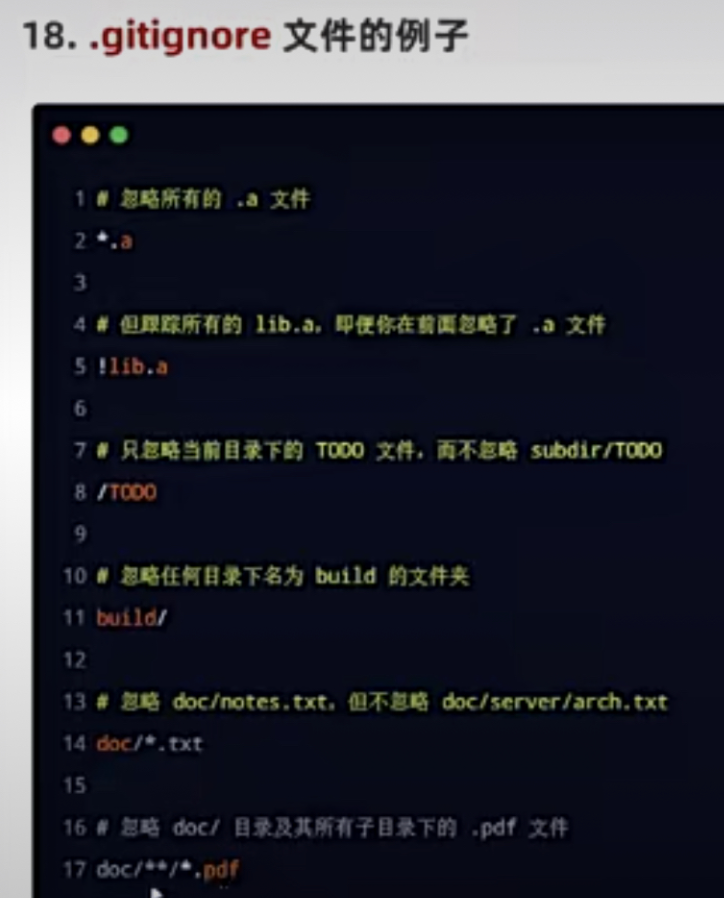 18. .gitignore 文件的例子
1 # 忽略所有的 .a 文件
2 *.a
3
4 # 但跟踪所有的 lib.a，即便你在前面忽略了 .a 文件
5 !lib.a
6
7 # 只忽略当前目录下的 TODO 文件，而不忽略 subdir/TODO
8 /TODO
9
10 # 忽略任何目录下名为 build 的文件夹
11 build/
12
13 # 忽略 doc/notes.txt，但不忽略 doc/server/arch.txt
14 doc/*.txt
15
16 # 忽略 doc/ 目录及其所有子目录下的 .pdf 文件
17 doc/**/*.pdf